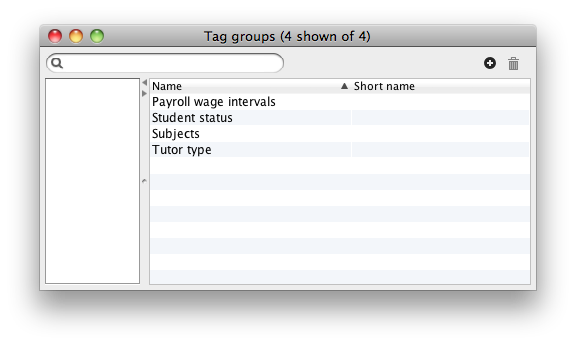 Tag groups (4 shown of 4)
Name Short name
Payroll wage intervals
Student status
Subjects
Tutor type